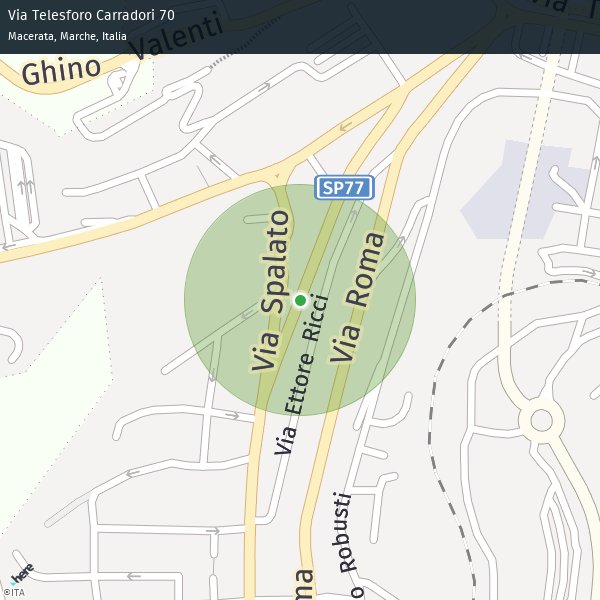 Via Telesforo Carradori 70
Macerata, Marche, Italia
Ghino Valenti
Via
SP77
Via Spalato
Via Roma
Via Ettore Ricci
Robusti
here
©ITA